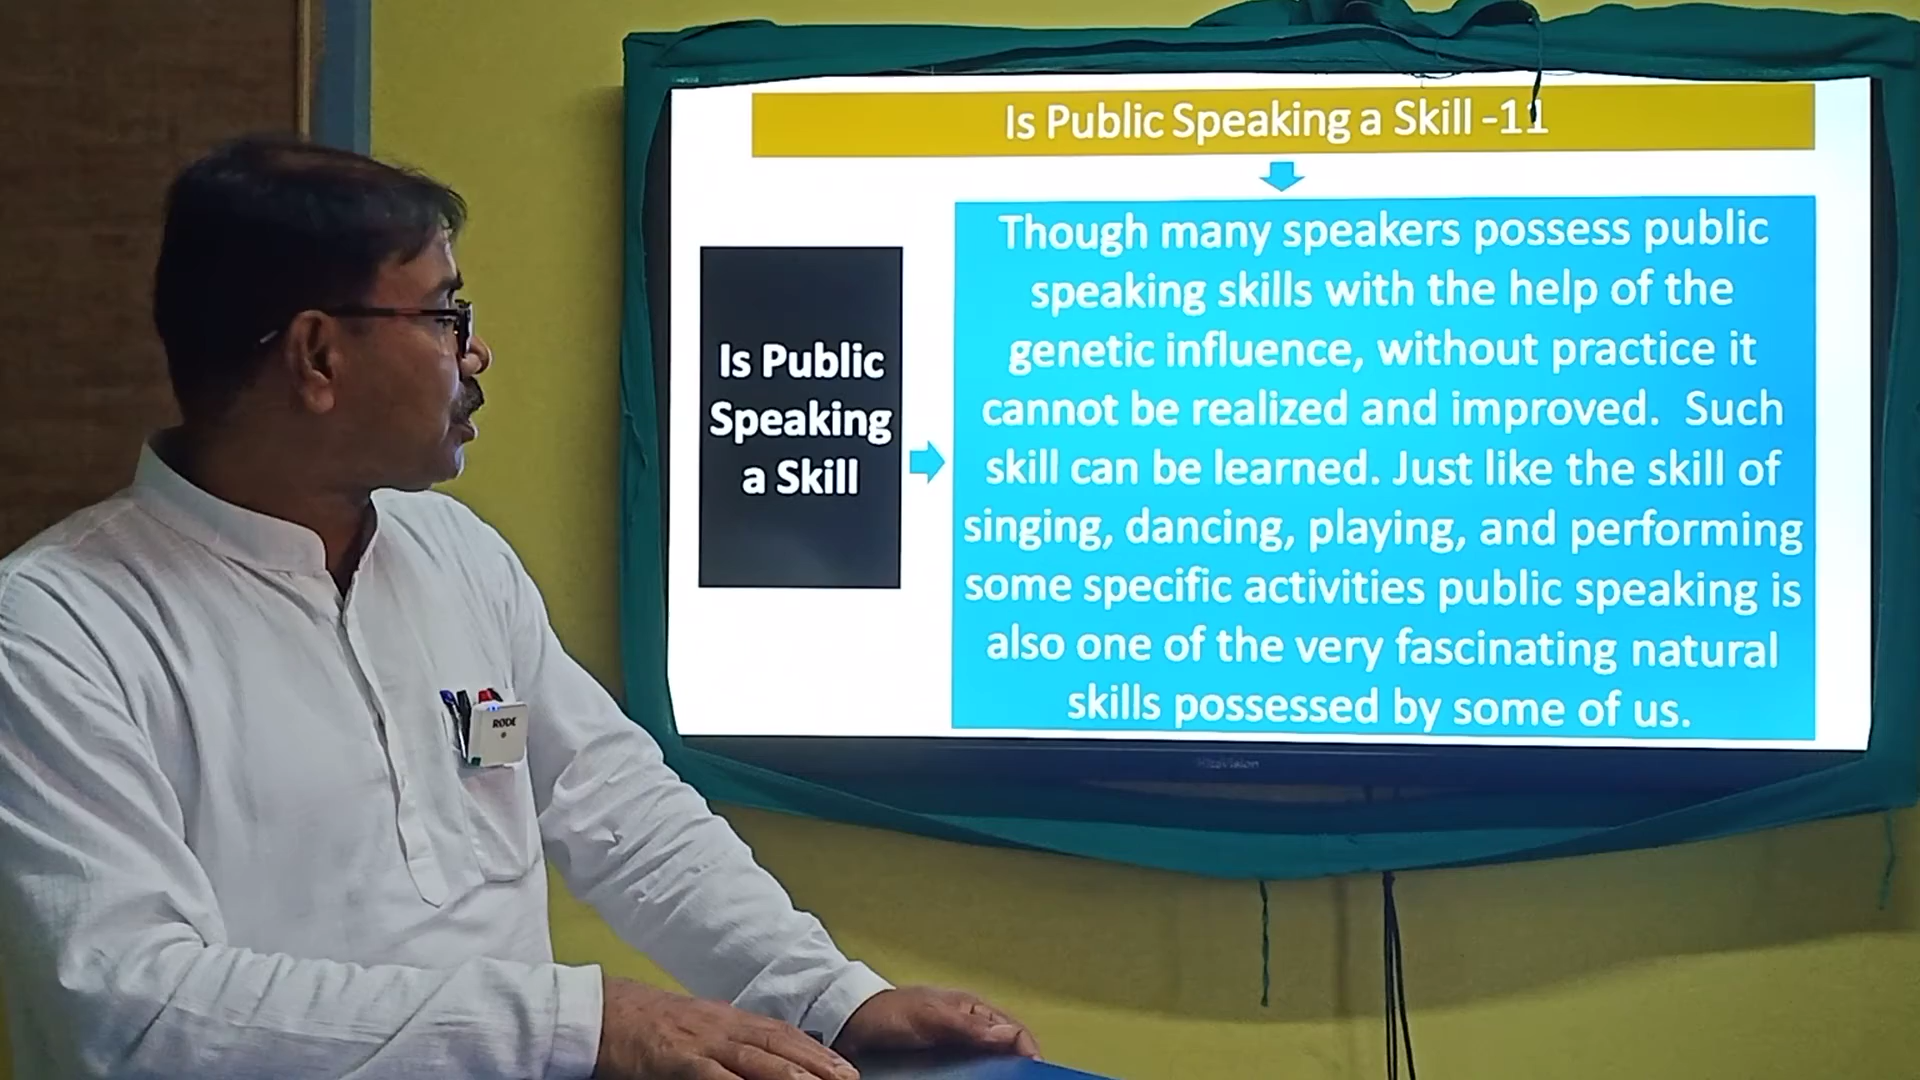 Is Public Speaking a Skill -11
Is Public
Speaking
a Skill
Though many speakers possess public
speaking skills with the help of the
genetic influence, without practice it
cannot be realized and improved.  Such
skill can be learned. Just like the skill of
singing, dancing, playing, and performing
some specific activities public speaking is
also one of the very fascinating natural
skills possessed by some of us.
RØDE